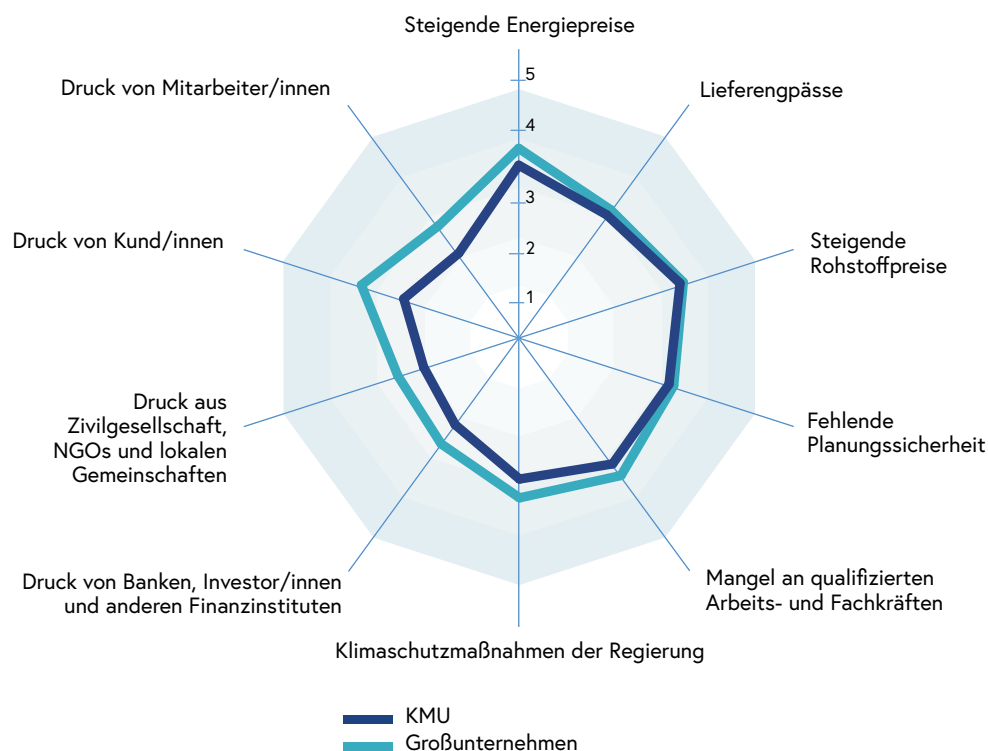 Steigende Energiepreise
Druck von Mitarbeiter/innen
Lieferengpässe
5
4
3
2
1
Druck von Kund/innen
Steigende
Rohstoffpreise
Druck aus
Zivilgesellschaft,
NGOs und lokalen
Gemeinschaften
Fehlende
Planungssicherheit
Druck von Banken, Investor/innen
und anderen Finanzinstituten
Mangel an qualifizierten
Arbeits- und Fachkräften
Klimaschutzmaßnahmen der Regierung
KMU
Großunternehmen